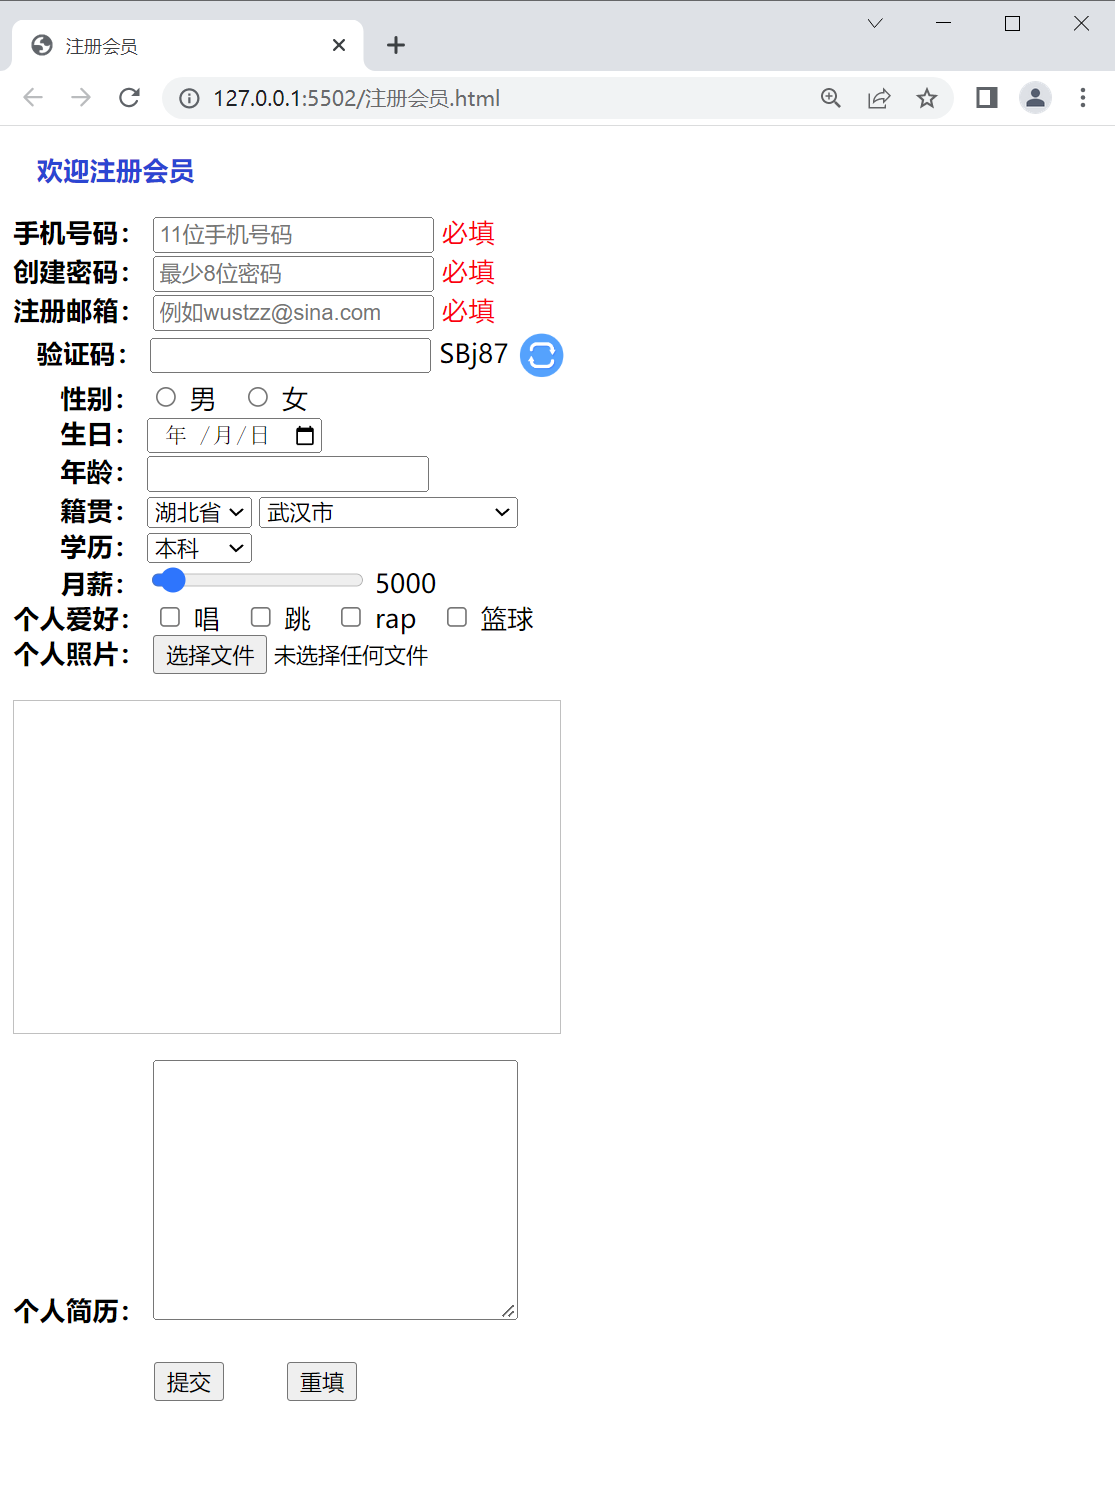 注册会员
127.0.0.1:5502/注册会员.html
欢迎注册会员
手机号码： 11位手机号码 必填
创建密码： 最少8位密码 必填
注册邮箱： 例如wustzz@sina.com 必填
验证码： SBj87
性别： 男 女
生日： 年 /月/日
年龄：
籍贯： 湖北省 武汉市
学历： 本科
月薪： 5000
个人爱好： 唱 跳 rap 篮球
个人照片： 选择文件 未选择任何文件
个人简历：
提交 重填